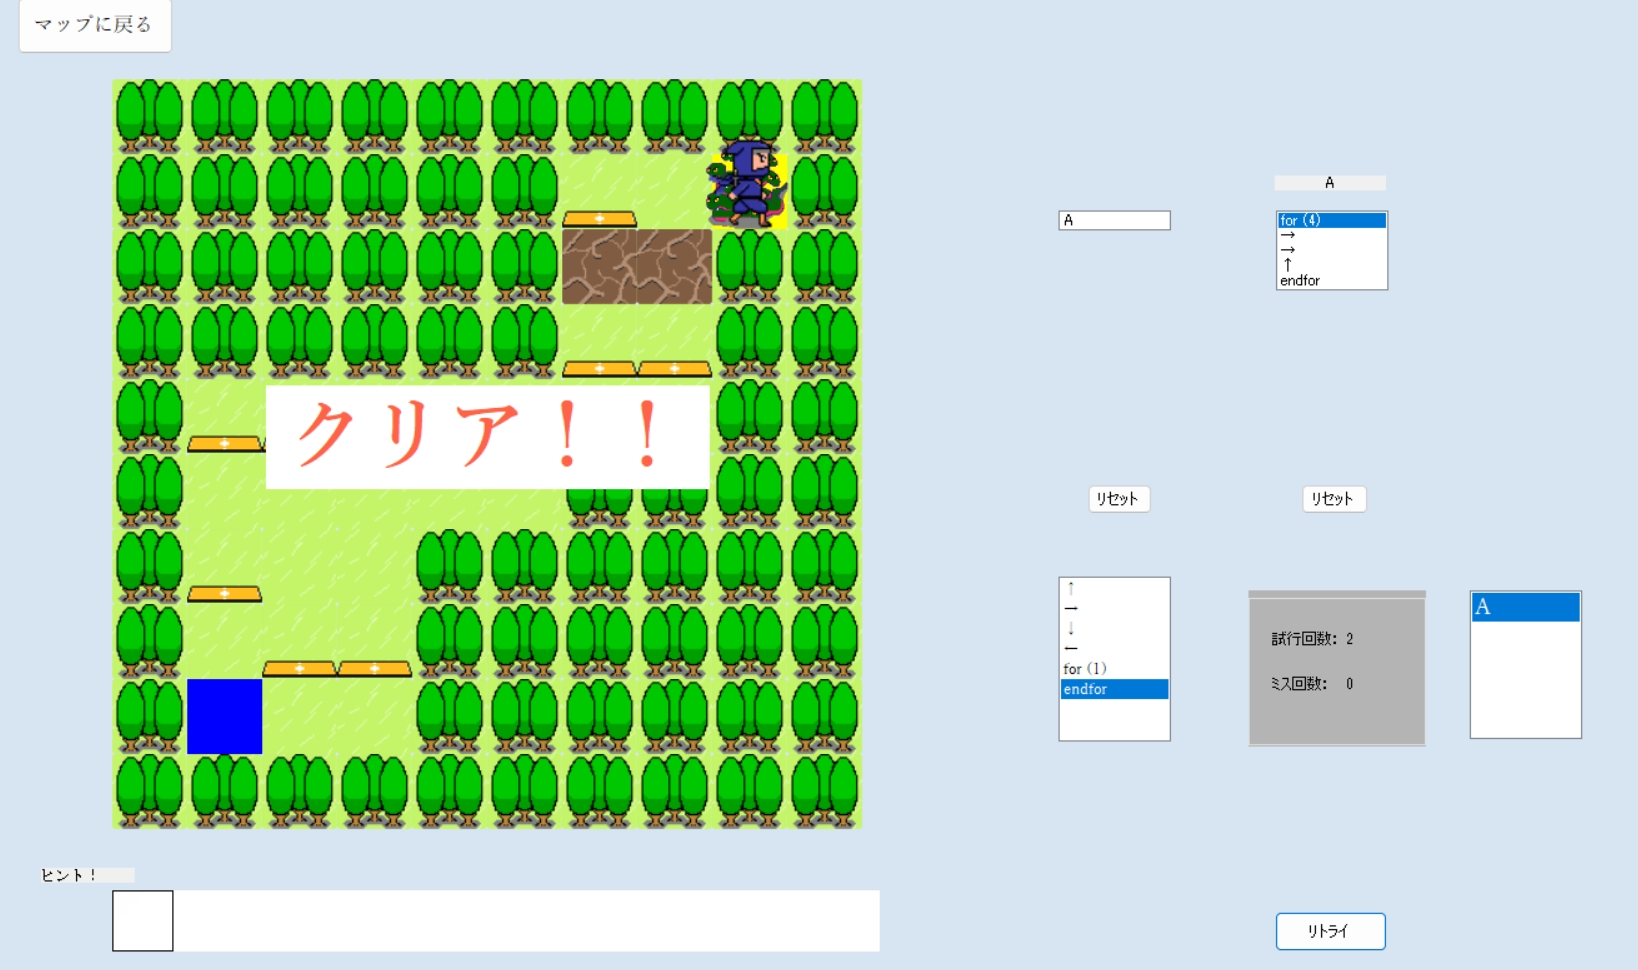 マップに戻る
A
A
for (4)
→
→
↑
endfor
クリア！！
リセット
リセット
↑
→
↓
←
for (1)
endfor
試行回数: 2
ミス回数: 0
A
ヒント！
リトライ